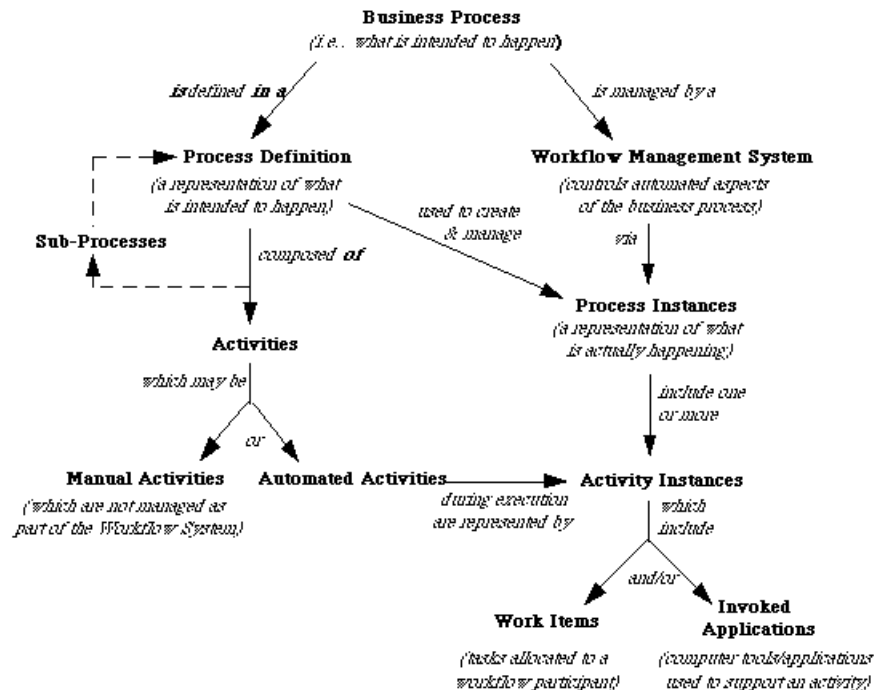 Business Process
(i.e.. what is intended to happen)
is defined in a
is managed by a
Process Definition
(a representation of what
is intended to happen)
Workflow Management System
(controls automated aspects
of the business process)
used to create
& manage
Sub-Processes
composed of
via
Process Instances
(a representation of what
is actually happening)
Activities
which may be
include one
or more
or
Manual Activities
(which are not managed as
part of the Workflow System)
Automated Activities
during execution
are represented by
Activity Instances
which
include
and/or
Work Items
(tasks allocated to a
workflow participant)
Invoked
Applications
(computer tools/applications
used to support an activity)